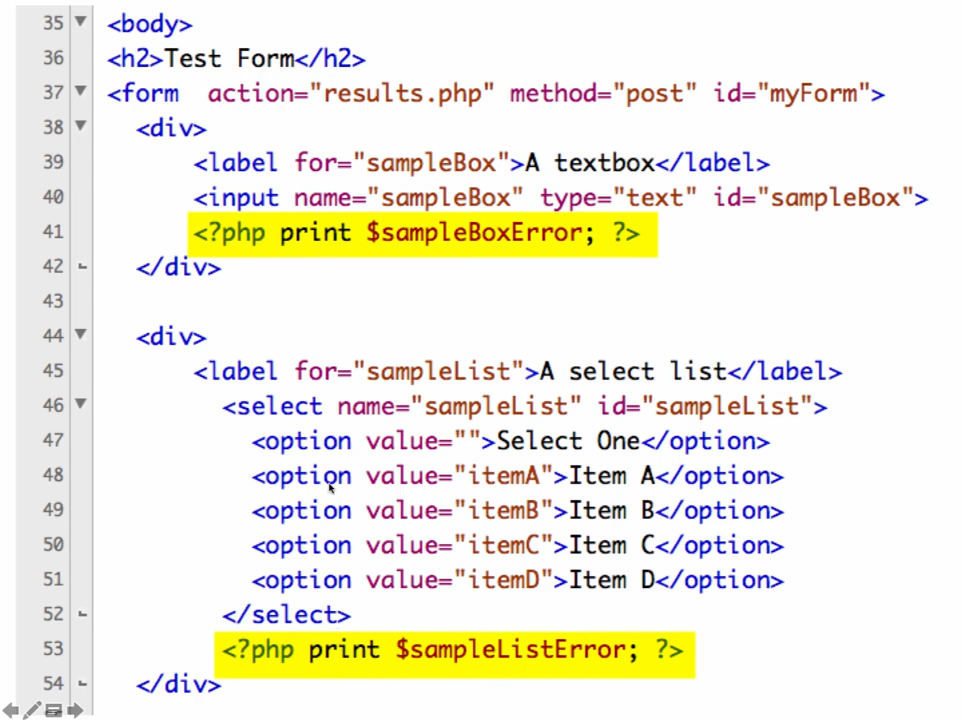 35 <body>
36 <h2>Test Form</h2>
37 <form  action="results.php" method="post" id="myForm">
38 <div>
39 <label for="sampleBox">A textbox</label>
40 <input name="sampleBox" type="text" id="sampleBox">
41 <?php print $sampleBoxError; ?>
42 </div>
43
44 <div>
45 <label for="sampleList">A select list</label>
46 <select name="sampleList" id="sampleList">
47 <option value="">Select One</option>
48 <option value="itemA">Item A</option>
49 <option value="itemB">Item B</option>
50 <option value="itemC">Item C</option>
51 <option value="itemD">Item D</option>
52 </select>
53 <?php print $sampleListError; ?>
54 </div>